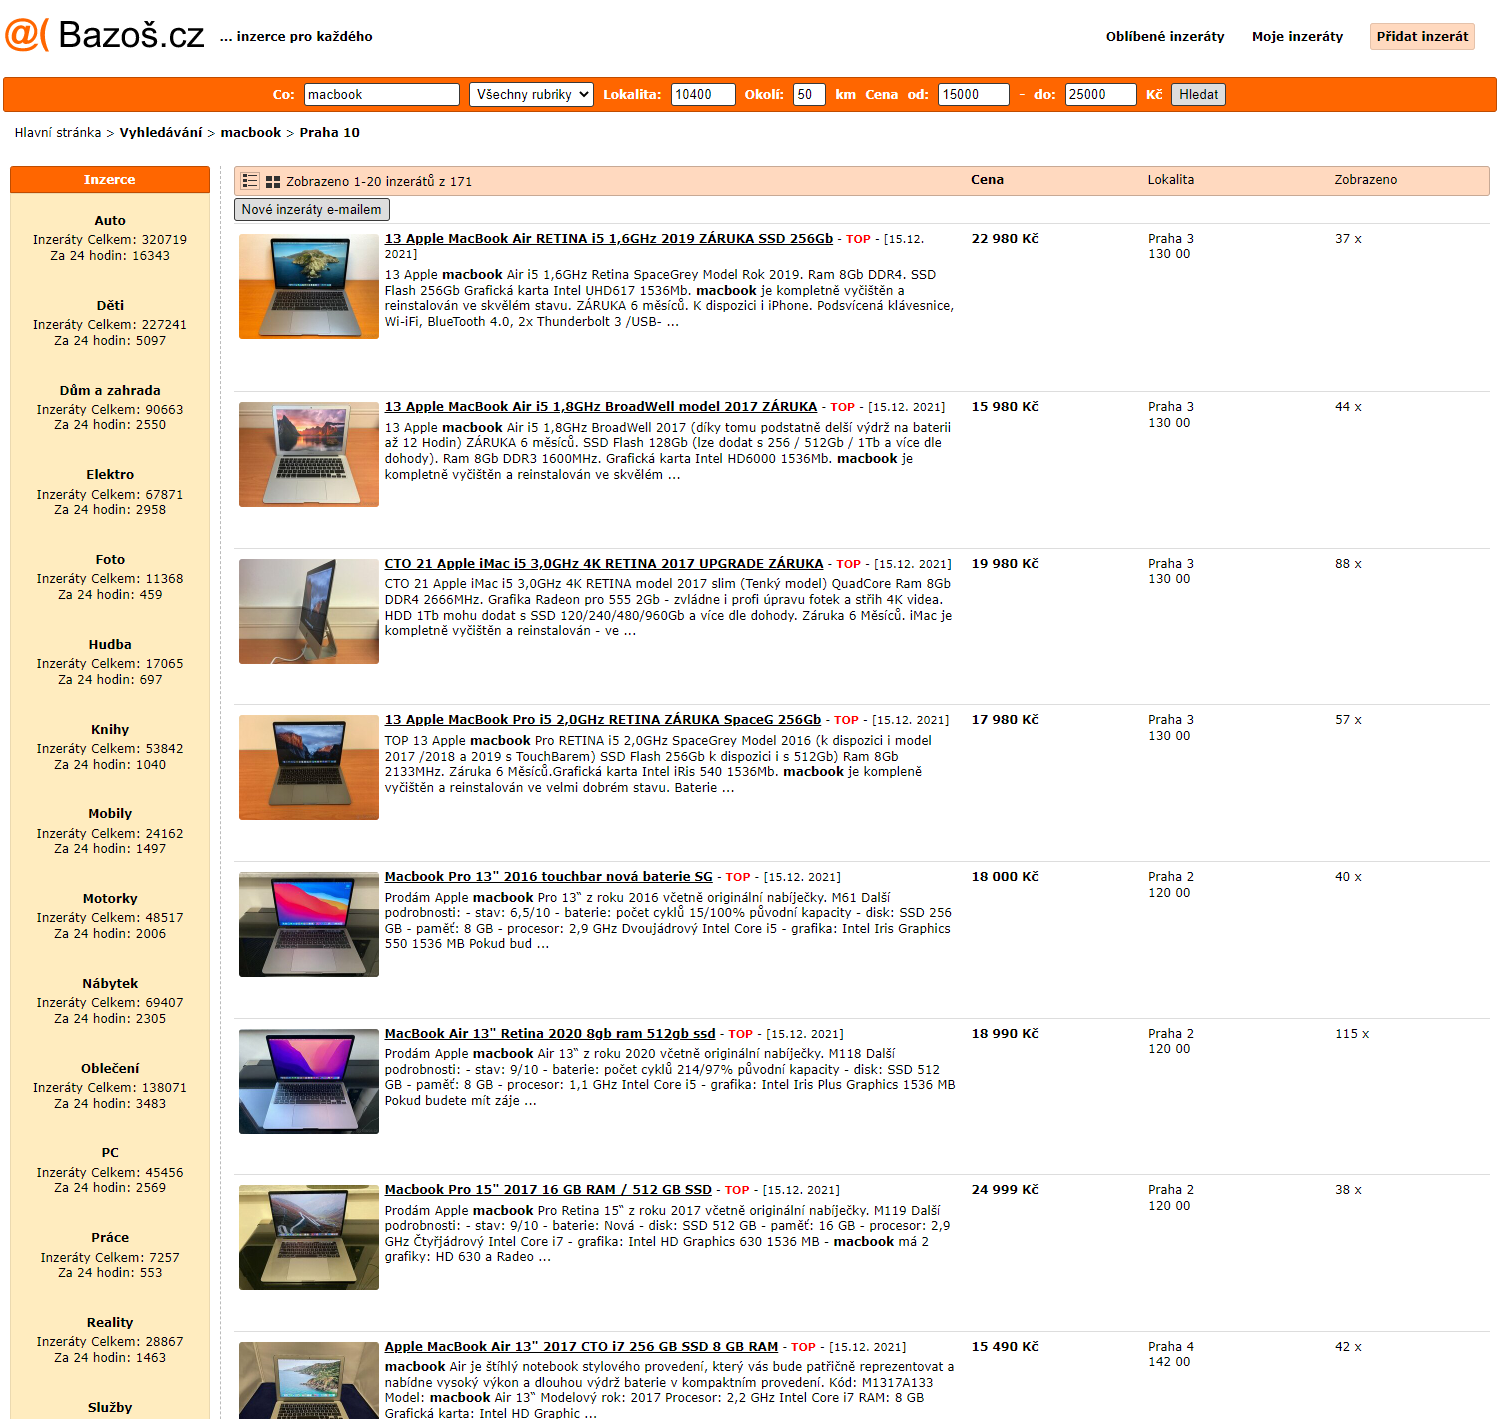 @( Bazoš.cz ... inzerce pro každého Oblíbené inzeráty Moje inzeráty Přidat inzerát
Co: macbook Všechny rubriky Lokalita: 10400 Okolí: 50 km Cena od: 15000 - do: 25000 Kč Hledat
Hlavní stránka > Vyhledávání > macbook > Praha 10
Inzerce
Auto
Inzeráty Celkem: 320719
Za 24 hodin: 16343
Děti
Inzeráty Celkem: 227241
Za 24 hodin: 5097
Dům a zahrada
Inzeráty Celkem: 90663
Za 24 hodin: 2550
Elektro
Inzeráty Celkem: 67871
Za 24 hodin: 2958
Foto
Inzeráty Celkem: 11368
Za 24 hodin: 459
Hudba
Inzeráty Celkem: 17065
Za 24 hodin: 697
Knihy
Inzeráty Celkem: 53842
Za 24 hodin: 1040
Mobily
Inzeráty Celkem: 24162
Za 24 hodin: 1497
Motorky
Inzeráty Celkem: 48517
Za 24 hodin: 2006
Nábytek
Inzeráty Celkem: 69407
Za 24 hodin: 2305
Oblečení
Inzeráty Celkem: 138071
Za 24 hodin: 3483
PC
Inzeráty Celkem: 45456
Za 24 hodin: 2569
Práce
Inzeráty Celkem: 7257
Za 24 hodin: 553
Reality
Inzeráty Celkem: 28867
Za 24 hodin: 1463
Služby
Zobrazeno 1-20 inzerátů z 171 Cena Lokalita Zobrazeno
Nové inzeráty e-mailem
13 Apple MacBook Air RETINA i5 1,6GHz 2019 ZÁRUKA SSD 256Gb - TOP - [15.12. 22 980 Kč Praha 3 37 x
2021] 130 00
13 Apple macbook Air i5 1,6GHz Retina SpaceGrey Model Rok 2019. Ram 8Gb DDR4. SSD
Flash 256Gb Grafická karta Intel UHD617 1536Mb. macbook je kompletně vyčištěn a
reinstalován ve skvělém stavu. ZÁRUKA 6 měsíců. K dispozici i iPhone. Podsvícená klávesnice,
Wi-iFi, BlueTooth 4.0, 2x Thunderbolt 3 /USB- ...
13 Apple MacBook Air i5 1,8GHz BroadWell model 2017 ZÁRUKA - TOP - [15.12. 2021] 15 980 Kč Praha 3 44 x
130 00
13 Apple macbook Air i5 1,8GHz BroadWell 2017 (díky tomu podstatně delší výdrž na baterii
až 12 Hodin) ZÁRUKA 6 měsíců. SSD Flash 128Gb (lze dodat s 256 / 512Gb / 1Tb a více dle
dohody). Ram 8Gb DDR3 1600MHz. Grafická karta Intel HD6000 1536Mb. macbook je
kompletně vyčištěn a reinstalován ve skvělém ...
CTO 21 Apple iMac i5 3,0GHz 4K RETINA 2017 UPGRADE ZÁRUKA - TOP - [15.12. 2021] 19 980 Kč Praha 3 88 x
130 00
CTO 21 Apple iMac i5 3,0GHz 4K RETINA model 2017 slim (Tenký model) QuadCore Ram 8Gb
DDR4 2666MHz. Grafika Radeon pro 555 2Gb - zvládne i profi úpravu fotek a střih 4K videa.
HDD 1Tb mohu dodat s SSD 120/240/480/960Gb a více dle dohody. Záruka 6 Měsíců. iMac je
kompletně vyčištěn a reinstalován - ve ...
13 Apple MacBook Pro i5 2,0GHz RETINA ZÁRUKA SpaceG 256Gb - TOP - [15.12. 2021] 17 980 Kč Praha 3 57 x
130 00
TOP 13 Apple macbook Pro RETINA i5 2,0GHz SpaceGrey Model 2016 (k dispozici i model
2017 /2018 a 2019 s TouchBarem) SSD Flash 256Gb k dispozici i s 512Gb) Ram 8Gb
2133MHz. Záruka 6 Měsíců.Grafická karta Intel iRis 540 1536Mb. macbook je kompleně
vyčištěn a reinstalován ve velmi dobrém stavu. Baterie ...
Macbook Pro 13" 2016 touchbar nová baterie SG - TOP - [15.12. 2021] 18 000 Kč Praha 2 40 x
120 00
Prodám Apple macbook Pro 13“ z roku 2016 včetně originální nabíječky. M61 Další
podrobnosti: - stav: 6,5/10 - baterie: počet cyklů 15/100% původní kapacity - disk: SSD 256
GB - paměť: 8 GB - procesor: 2,9 GHz Dvoujádrový Intel Core i5 - grafika: Intel Iris Graphics
550 1536 MB Pokud bud ...
MacBook Air 13" Retina 2020 8gb ram 512gb ssd - TOP - [15.12. 2021] 18 990 Kč Praha 2 115 x
120 00
Prodám Apple macbook Air 13“ z roku 2020 včetně originální nabíječky. M118 Další
podrobnosti: - stav: 9/10 - baterie: počet cyklů 214/97% původní kapacity - disk: SSD 512
GB - paměť: 8 GB - procesor: 1,1 GHz Intel Core i5 - grafika: Intel Iris Plus Graphics 1536 MB
Pokud budete mít záje ...
Macbook Pro 15" 2017 16 GB RAM / 512 GB SSD - TOP - [15.12. 2021] 24 999 Kč Praha 2 38 x
120 00
Prodám Apple macbook Pro Retina 15“ z roku 2017 včetně originální nabíječky. M119 Další
podrobnosti: - stav: 9/10 - baterie: Nová - disk: SSD 512 GB - paměť: 16 GB - procesor: 2,9
GHz Čtyřjádrový Intel Core i7 - grafika: Intel HD Graphics 630 1536 MB - macbook má 2
grafiky: HD 630 a Radeo ...
Apple MacBook Air 13" 2017 CTO i7 256 GB SSD 8 GB RAM - TOP - [15.12. 2021] 15 490 Kč Praha 4 42 x
142 00
macbook Air je štíhlý notebook stylového provedení, který vás bude patřičně reprezentovat a
nabídne vysoký výkon a dlouhou výdrž baterie v kompaktním provedení. Kód: M1317A133
Model: macbook Air 13“ Modelový rok: 2017 Procesor: 2,2 GHz Intel Core i7 RAM: 8 GB
Grafická karta: Intel HD Graphic ...